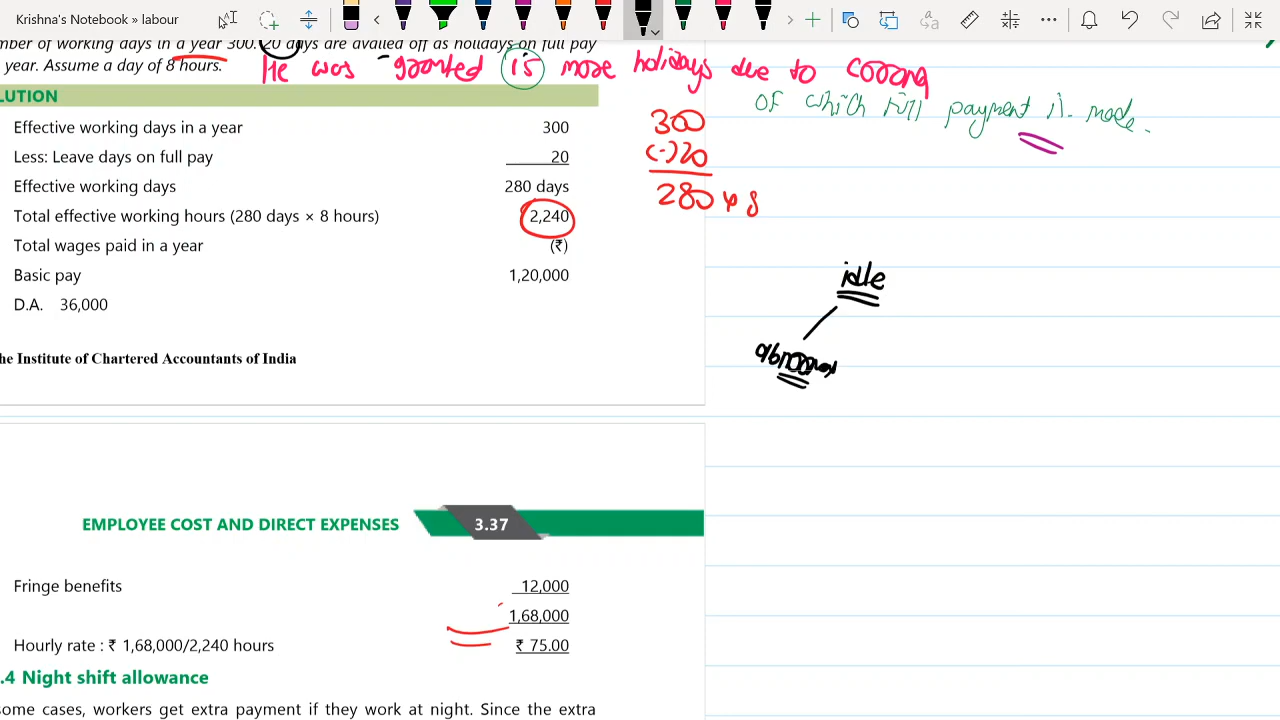 Krishna's Notebook » labour
mber of working days in a year 300. 20 days are availed off as holidays on full pay
year. Assume a day of 8 hours.
He was granted 15 more holidays due to corona
of which full payment is made.
LUTION
Effective working days in a year 300
Less: Leave days on full pay 20
Effective working days 280 days
Total effective working hours (280 days × 8 hours) 2,240
Total wages paid in a year (₹)
Basic pay 1,20,000
D.A. 36,000
300
(-) 20
280 × 8
idle
abnormal
he Institute of Chartered Accountants of India
EMPLOYEE COST AND DIRECT EXPENSES 3.37
Fringe benefits 12,000
1,68,000
Hourly rate : ₹ 1,68,000/2,240 hours ₹ 75.00
.4 Night shift allowance
some cases, workers get extra payment if they work at night. Since the extra